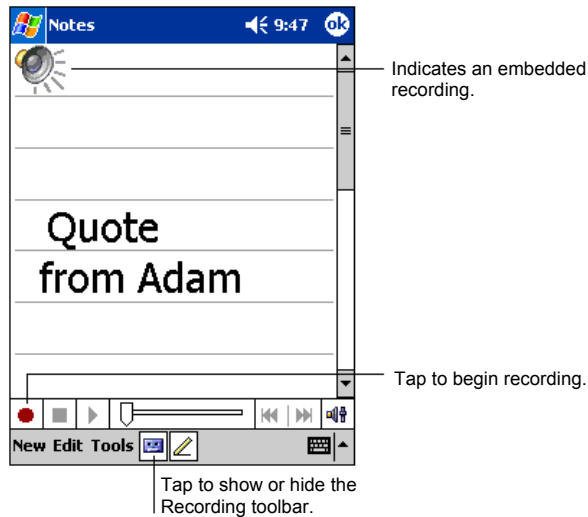 Notes 9:47 ok
Indicates an embedded
recording.
Quote
from Adam
Tap to begin recording.
New Edit Tools
Tap to show or hide the
Recording toolbar.